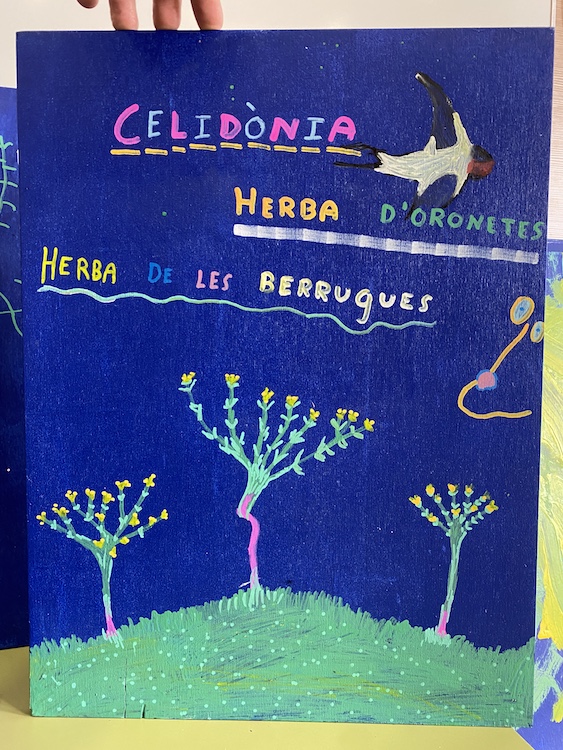 CELIDÒNIA
HERBA D'ORONETES
HERBA DE LES BERRUGUES